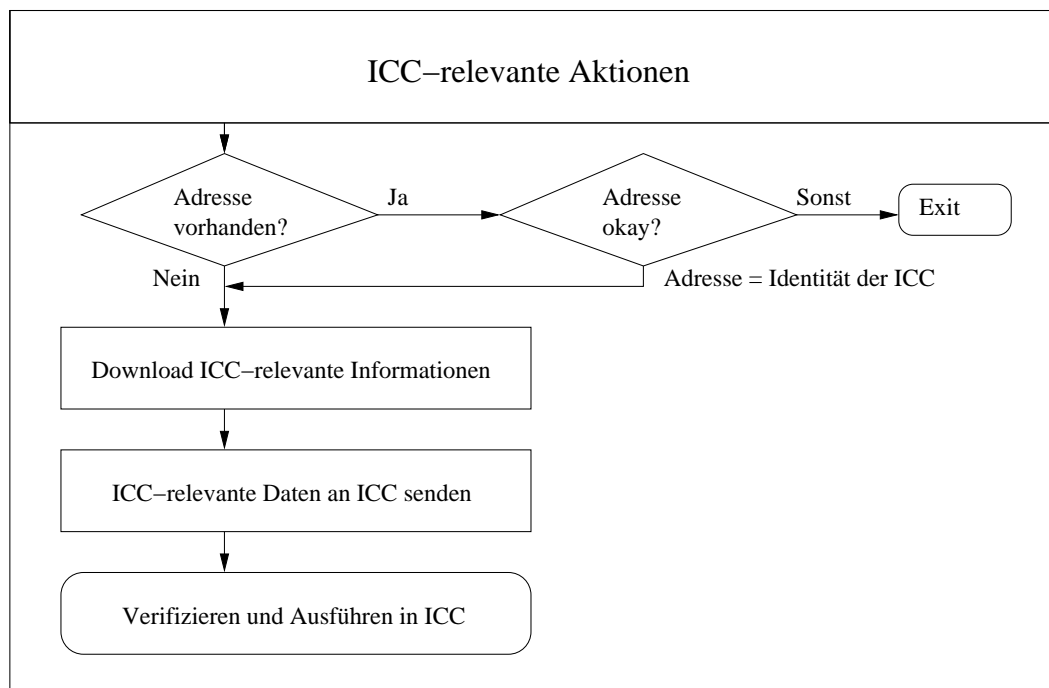 ICC–relevante Aktionen
Adresse
vorhanden?
Ja
Adresse
okay?
Sonst
Exit
Nein
Adresse = Identität der ICC
Download ICC–relevante Informationen
ICC–relevante Daten an ICC senden
Verifizieren und Ausführen in ICC